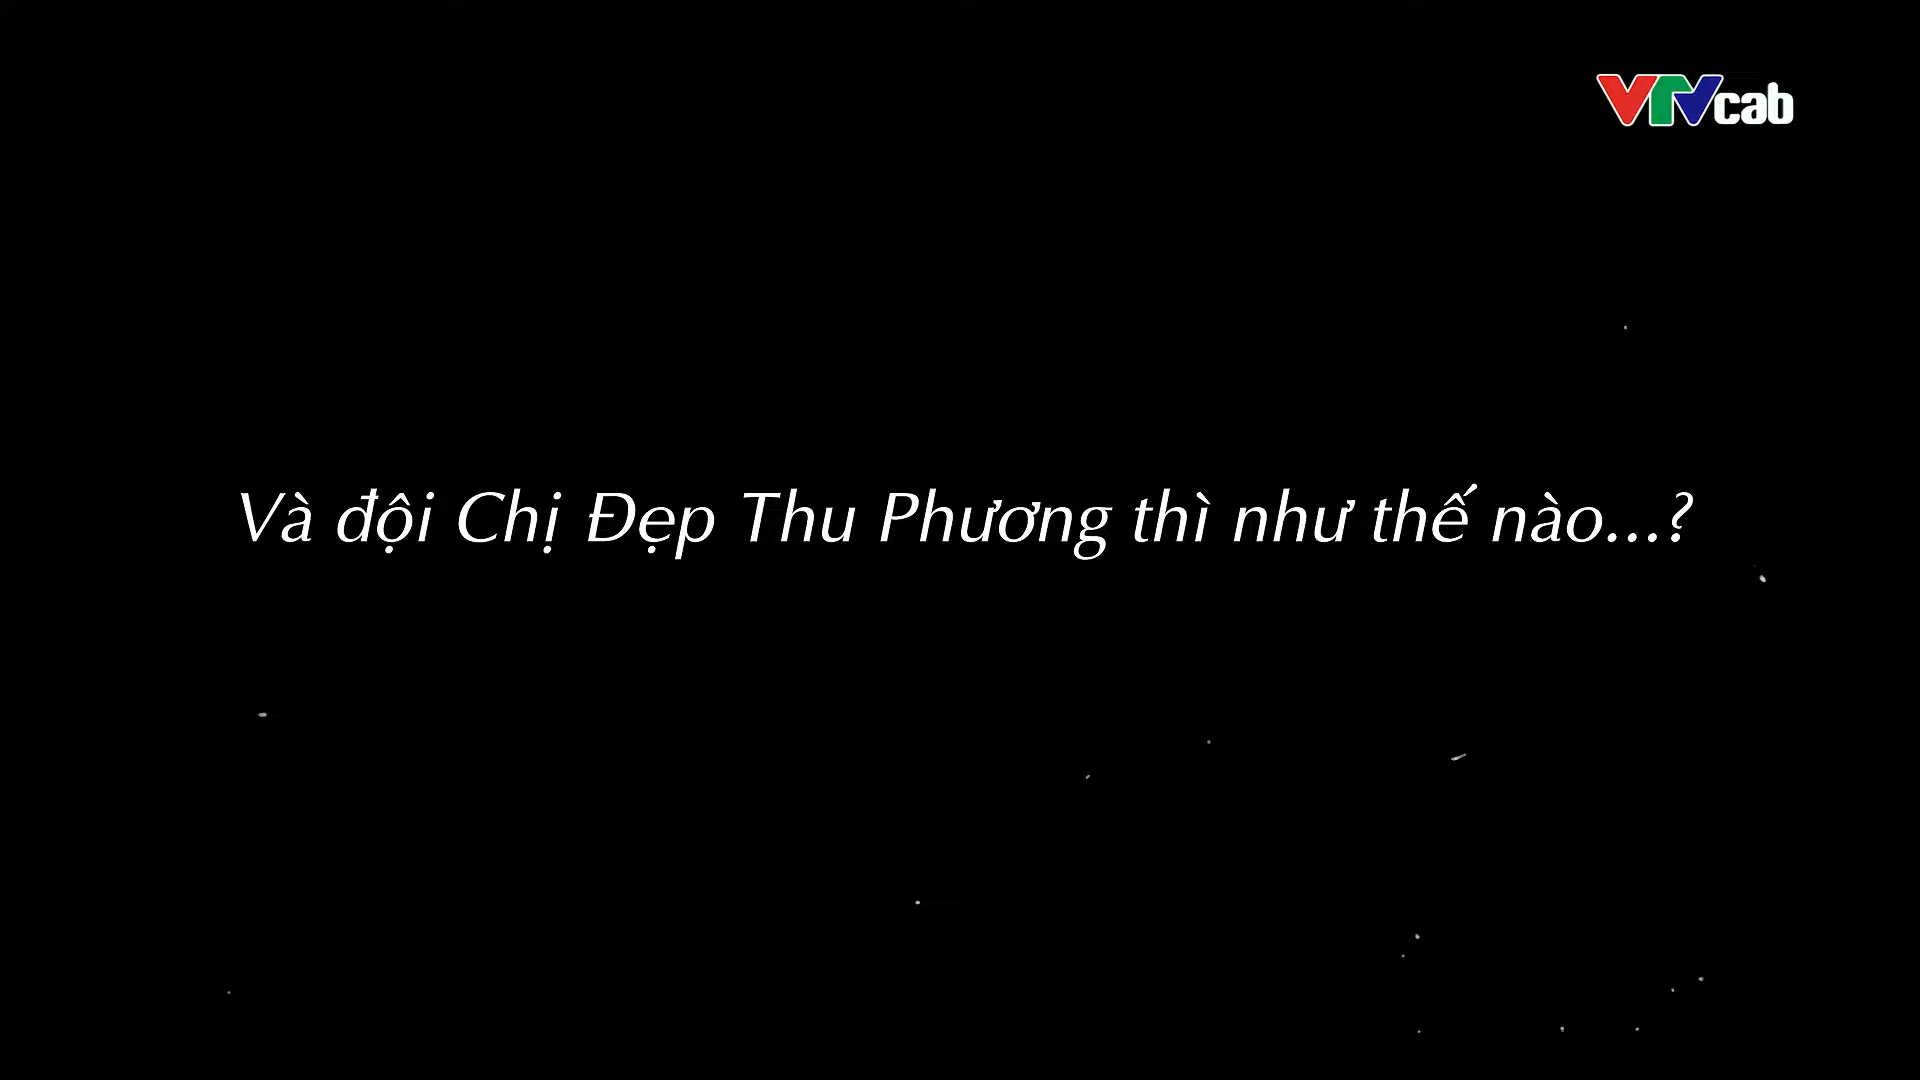 VTVcab
Và đội Chị Đẹp Thu Phương thì như thế nào...?